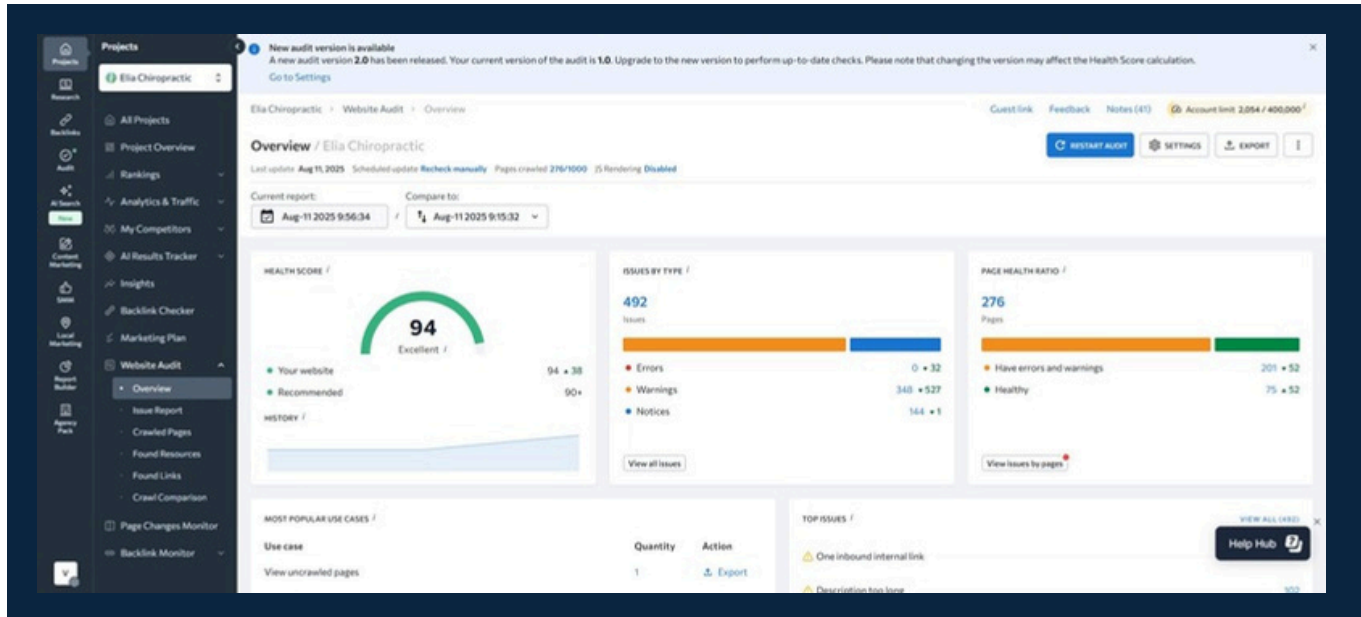 Projects
Projects
Research
Backlinks
Audit
AI Search
New
Content Marketing
SMM
Local Marketing
Report Builder
Agency Pack
V
Elia Chiropractic
All Projects
Project Overview
Rankings
Analytics & Traffic
My Competitors
AI Results Tracker
Insights
Backlink Checker
Marketing Plan
Website Audit
Overview
Issue Report
Crawled Pages
Found Resources
Found Links
Crawl Comparison
Page Changes Monitor
Backlink Monitor
New audit version is available
A new audit version 2.0 has been released. Your current version of the audit is 1.0. Upgrade to the new version to perform up-to-date checks. Please note that changing the version may affect the Health Score calculation.
Go to Settings
Elia Chiropractic Website Audit Overview
Guest link Feedback Notes (41) Account limit 2,054 / 400,000
Overview / Elia Chiropractic
RESTART AUDIT SETTINGS EXPORT
Last update Aug 11, 2025 Scheduled update Recheck manually Pages crawled 276/1000 JS Rendering Disabled
Current report: Compare to:
Aug-11 2025 9:56:34 / Aug-11 2025 9:15:32
HEALTH SCORE i
94
Excellent i
Your website 94 38
Recommended 90+
HISTORY i
ISSUES BY TYPE i
492
Issues
Errors 0 32
Warnings 348 527
Notices 144 1
View all issues
PAGE HEALTH RATIO i
276
Pages
Have errors and warnings 201 52
Healthy 75 52
View issues by pages
MOST POPULAR USE CASES i
Use case Quantity Action
View uncrawled pages 1 Export
TOP ISSUES i
VIEW ALL (492)
One inbound internal link
Description too long 102
Help Hub